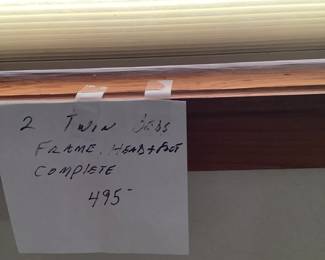 2 TWIN BEDS
FRAME, HEAD + FOOT
COMPLETE
495-